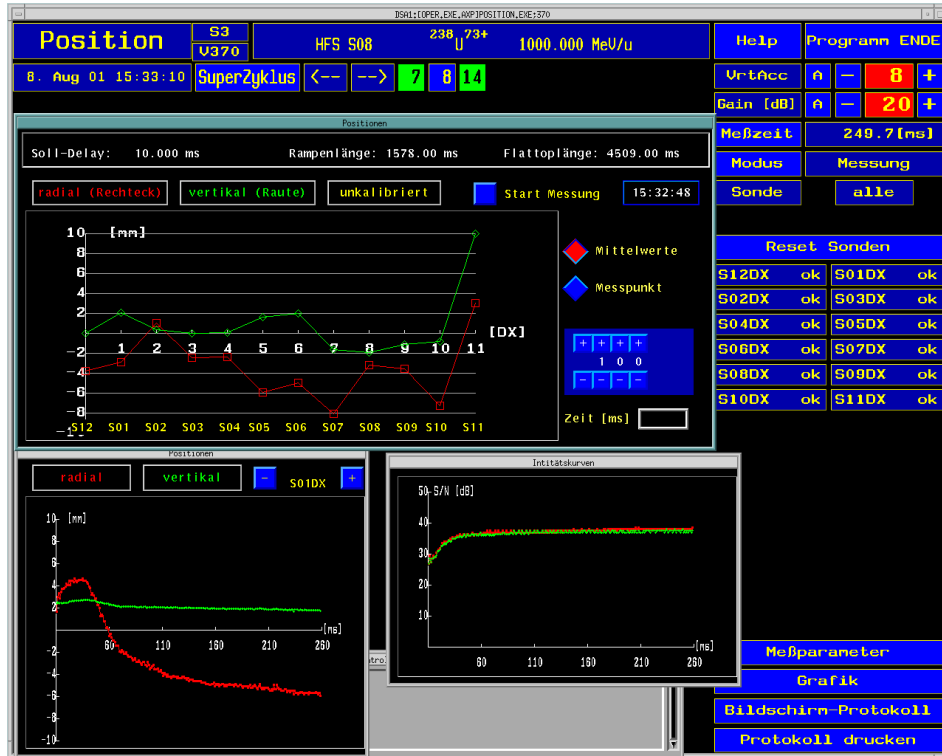 DSA1:[OPER.EXE.AXP]POSITION.EXE;370
Position
S3
V370
HFS S08
238 U 73+
1000.000 MeV/u
Help
Programm ENDE
8. Aug 01 15:33:10
SuperZyklus
<--
-->
7
8
14
VrtAcc
A
−
8
+
Gain [dB]
A
−
20
+
Meßzeit
249.7[ms]
Modus
Messung
Sonde
alle
Reset Sonden
S12DX ok
S01DX ok
S02DX ok
S03DX ok
S04DX ok
S05DX ok
S06DX ok
S07DX ok
S08DX ok
S09DX ok
S10DX ok
S11DX ok
Positionen
Soll-Delay: 10.000 ms
Rampenlänge: 1578.00 ms
Flattoplänge: 4509.00 ms
radial (Rechteck)
vertikal (Raute)
unkalibriert
Start Messung
15:32:48
10
[mm]
8
6
4
2
-2
-4
-6
-8
1 2 3 4 5 6 7 8 9 10 11
[DX]
S12 S01 S02 S03 S04 S05 S06 S07 S08 S09 S10 S11
Mittelwerte
Messpunkt
+ + + +
1 0 0
− − − −
Zeit [ms]
Positionen
radial
vertikal
−
S01DX
+
10
[mm]
8
6
4
2
-2
-4
-6
-8
-10
60 110 160 210 260
[ms]
Intitätskurven
50
S/N [dB]
40
30
20
10
60 110 160 210 260
[ms]
Meßparameter
Grafik
Bildschirm-Protokoll
Protokoll drucken